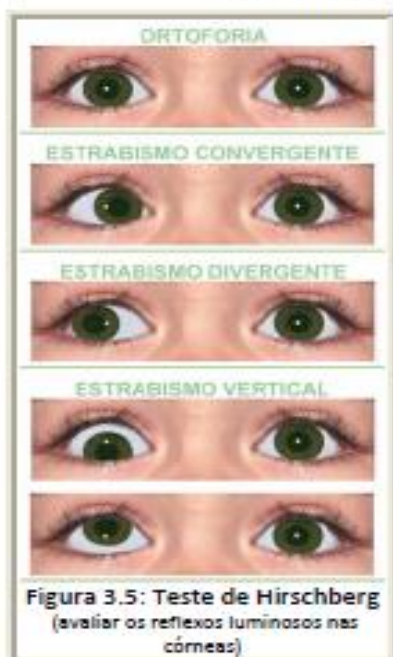 ORTOFORIA
ESTRABISMO CONVERGENTE
ESTRABISMO DIVERGENTE
ESTRABISMO VERTICAL
Figura 3.5: Teste de Hirschberg
(avaliar os reflexos luminosos nas
córneas)